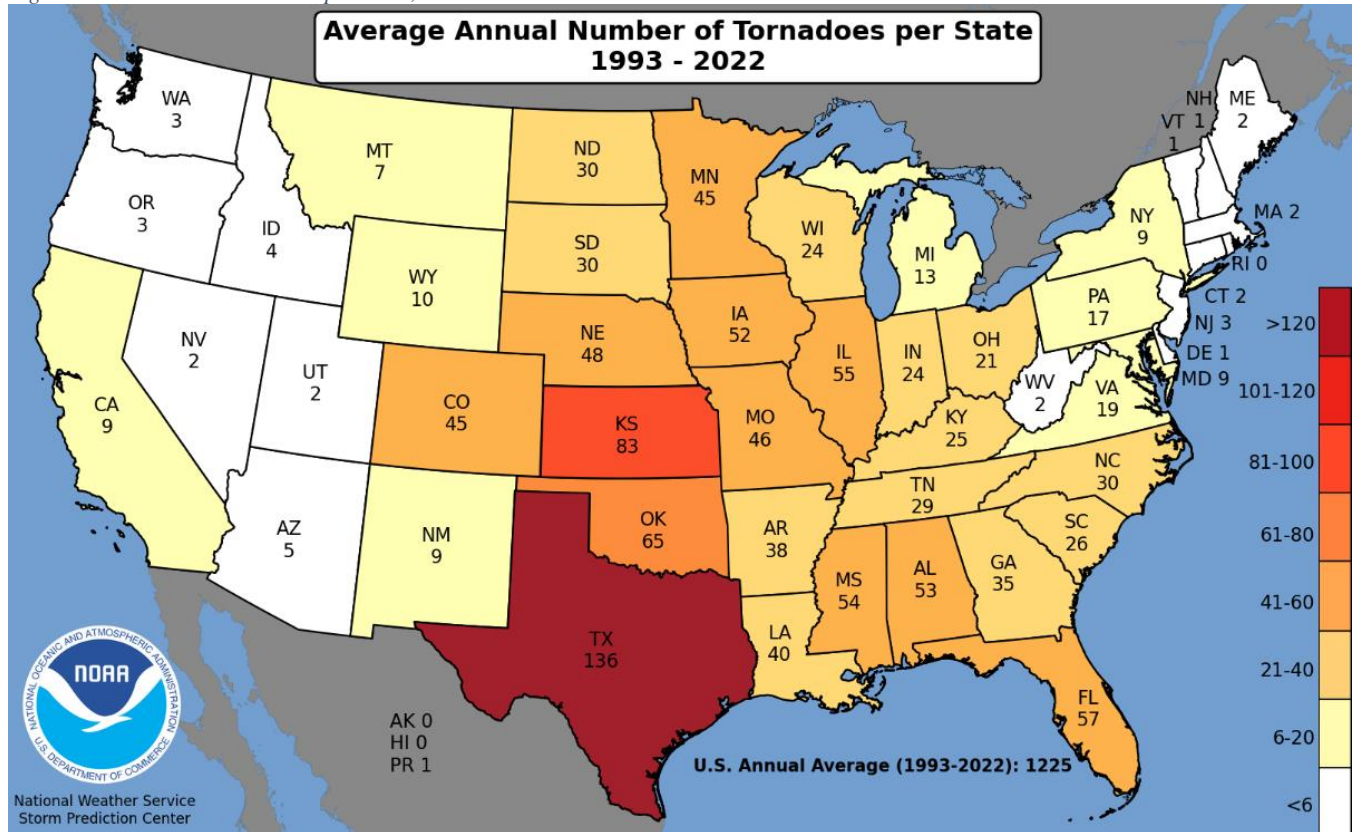 Average Annual Number of Tornadoes per State
1993 - 2022
WA
3
OR
3
ID
4
MT
7
WY
10
CA
9
NV
2
UT
2
AZ
5
CO
45
NM
9
ND
30
SD
30
NE
48
KS
83
OK
65
TX
136
MN
45
IA
52
MO
46
AR
38
LA
40
WI
24
IL
55
MI
13
IN
24
OH
21
KY
25
TN
29
MS
54
AL
53
GA
35
FL
57
SC
26
NC
30
VA
19
WV
2
PA
17
NY
9
VT
1
NH
1
ME
2
MA 2
RI 0
CT 2
NJ 3
DE 1
MD 9
>120
101-120
81-100
61-80
41-60
21-40
6-20
<6
AK 0
HI 0
PR 1
U.S. Annual Average (1993-2022): 1225
NATIONAL OCEANIC AND ATMOSPHERIC ADMINISTRATION
NOAA
U.S. DEPARTMENT OF COMMERCE
National Weather Service
Storm Prediction Center